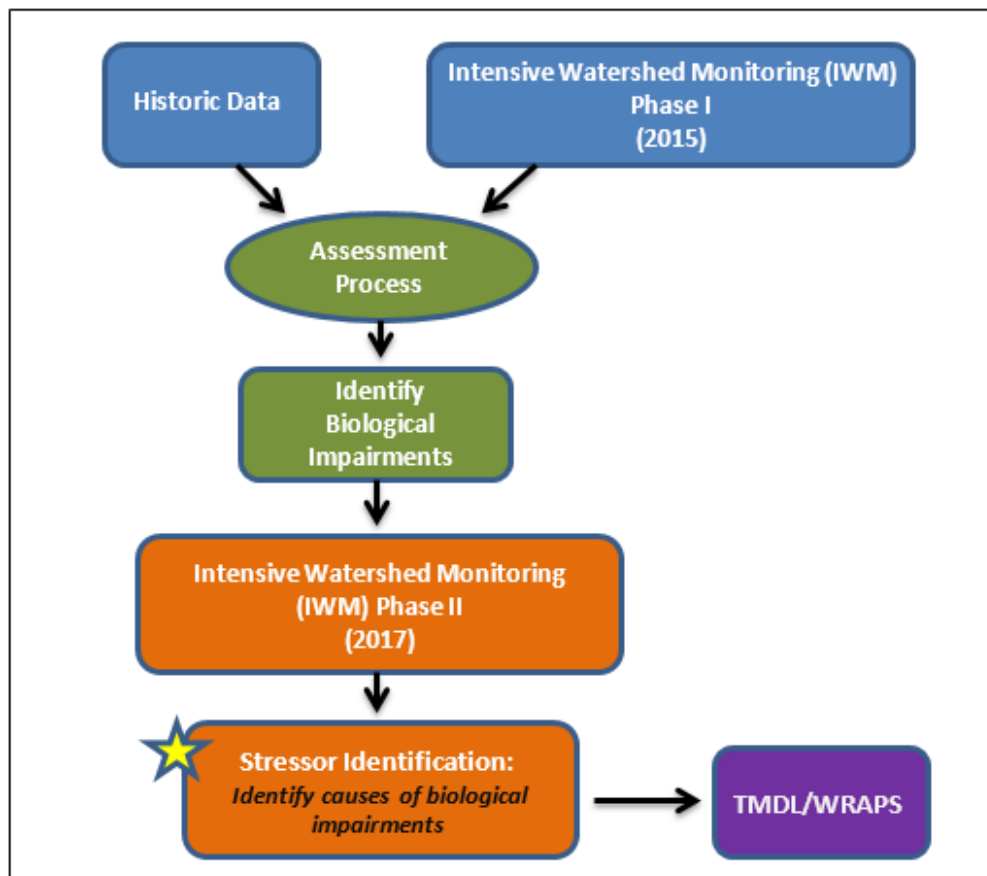 Historic Data
Intensive Watershed Monitoring (IWM)
Phase I
(2015)
Assessment
Process
Identify
Biological
Impairments
Intensive Watershed Monitoring
(IWM) Phase II
(2017)
Stressor Identification:
Identify causes of biological
impairments
TMDL/WRAPS